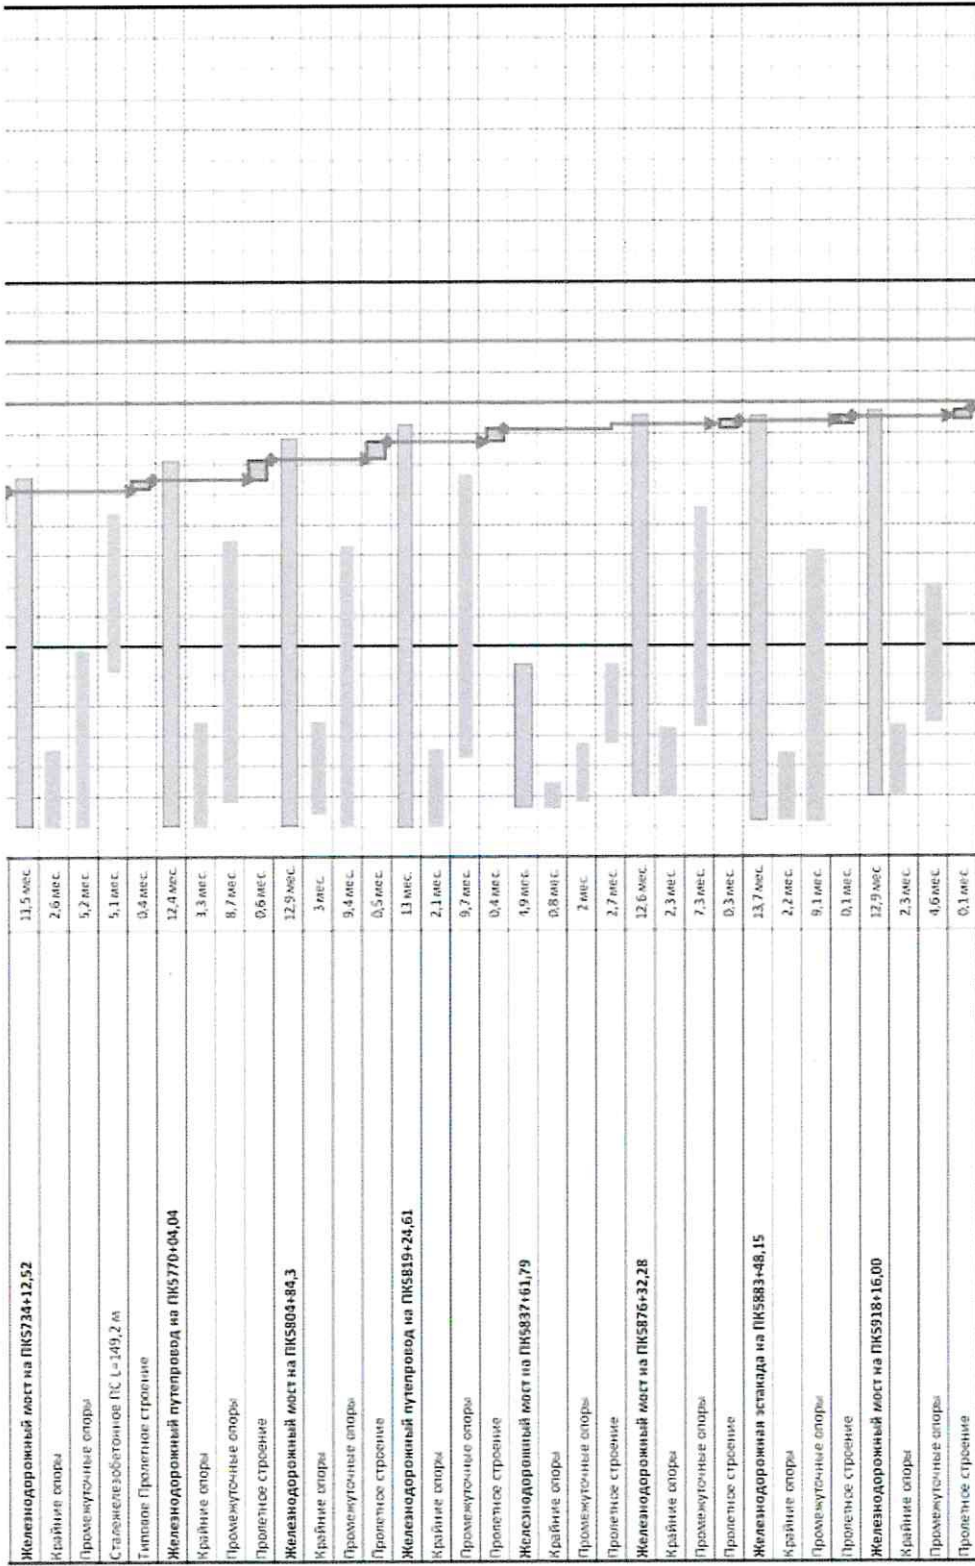 Железнодорожный мост на ПК5734+12,52 11,5 мес.
Крайние опоры 2,6 мес.
Промежуточные опоры 5,2 мес.
Сталежелезобетонное ПС L=149,2 м 5,1 мес.
Типовое Пролетное строение 0,4 мес.
Железнодорожный путепровод на ПК5770+04,04 12,4 мес.
Крайние опоры 3,3 мес.
Промежуточные опоры 8,7 мес.
Пролетное строение 0,6 мес.
Железнодорожный мост на ПК5804+84,3 12,9 мес.
Крайние опоры 3 мес.
Промежуточные опоры 9,4 мес.
Пролетное строение 0,5 мес.
Железнодорожный путепровод на ПК5819+24,61 13 мес.
Крайние опоры 2,1 мес.
Промежуточные опоры 9,7 мес.
Пролетное строение 0,4 мес.
Железнодорожный мост на ПК5837+61,79 4,9 мес.
Крайние опоры 0,8 мес.
Промежуточные опоры 2 мес.
Пролетное строение 2,7 мес.
Железнодорожный мост на ПК5876+32,28 12,6 мес.
Крайние опоры 2,3 мес.
Промежуточные опоры 7,3 мес.
Пролетное строение 0,3 мес.
Железнодорожная эстакада на ПК5883+48,15 13,7 мес.
Крайние опоры 2,2 мес.
Промежуточные опоры 9,1 мес.
Пролетное строение 0,1 мес.
Железнодорожный мост на ПК5918+16,00 12,9 мес.
Крайние опоры 2,3 мес.
Промежуточные опоры 4,6 мес.
Пролетное строение 0,1 мес.